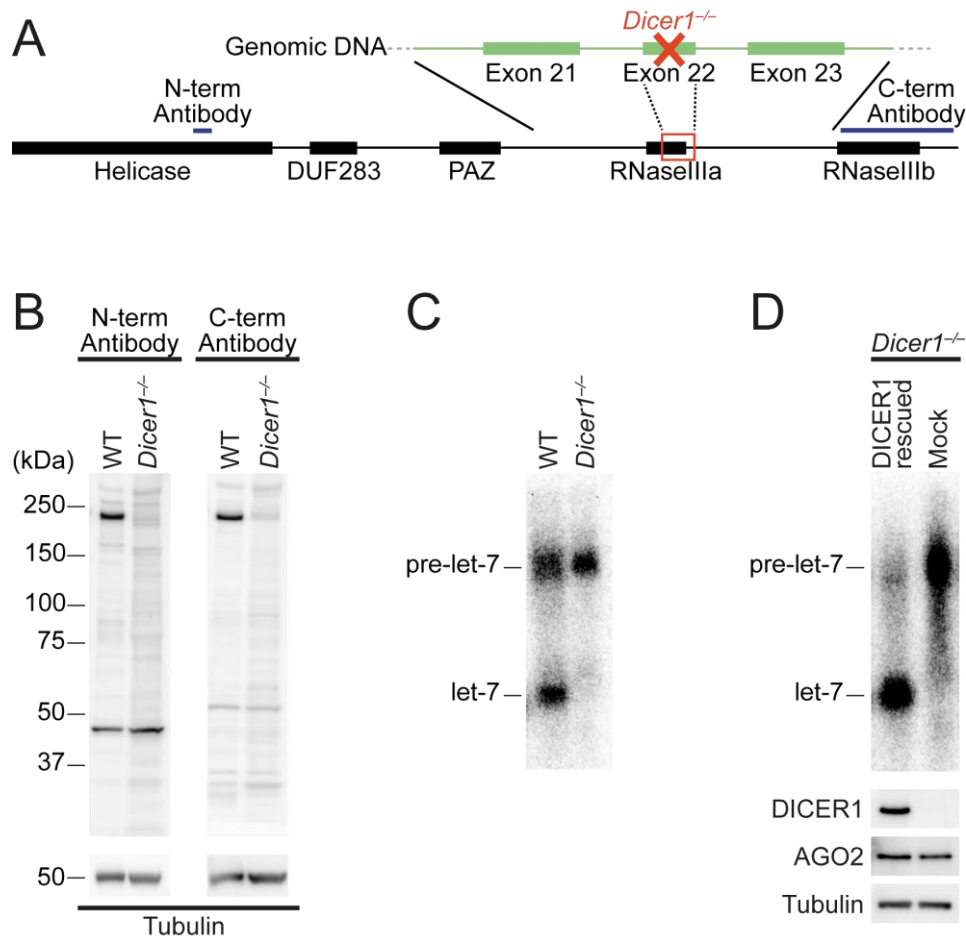 A
Dicer1–/–
Genomic DNA
Exon 21
Exon 22
Exon 23
N-term
Antibody
C-term
Antibody
Helicase
DUF283
PAZ
RNaseIIIa
RNaseIIIb
B
N-term
Antibody
C-term
Antibody
(kDa)
WT
Dicer1–/–
WT
Dicer1–/–
250
150
100
75
50
37
50
Tubulin
C
WT
Dicer1–/–
pre-let-7
let-7
D
Dicer1–/–
DICER1
rescued
Mock
pre-let-7
let-7
DICER1
AGO2
Tubulin